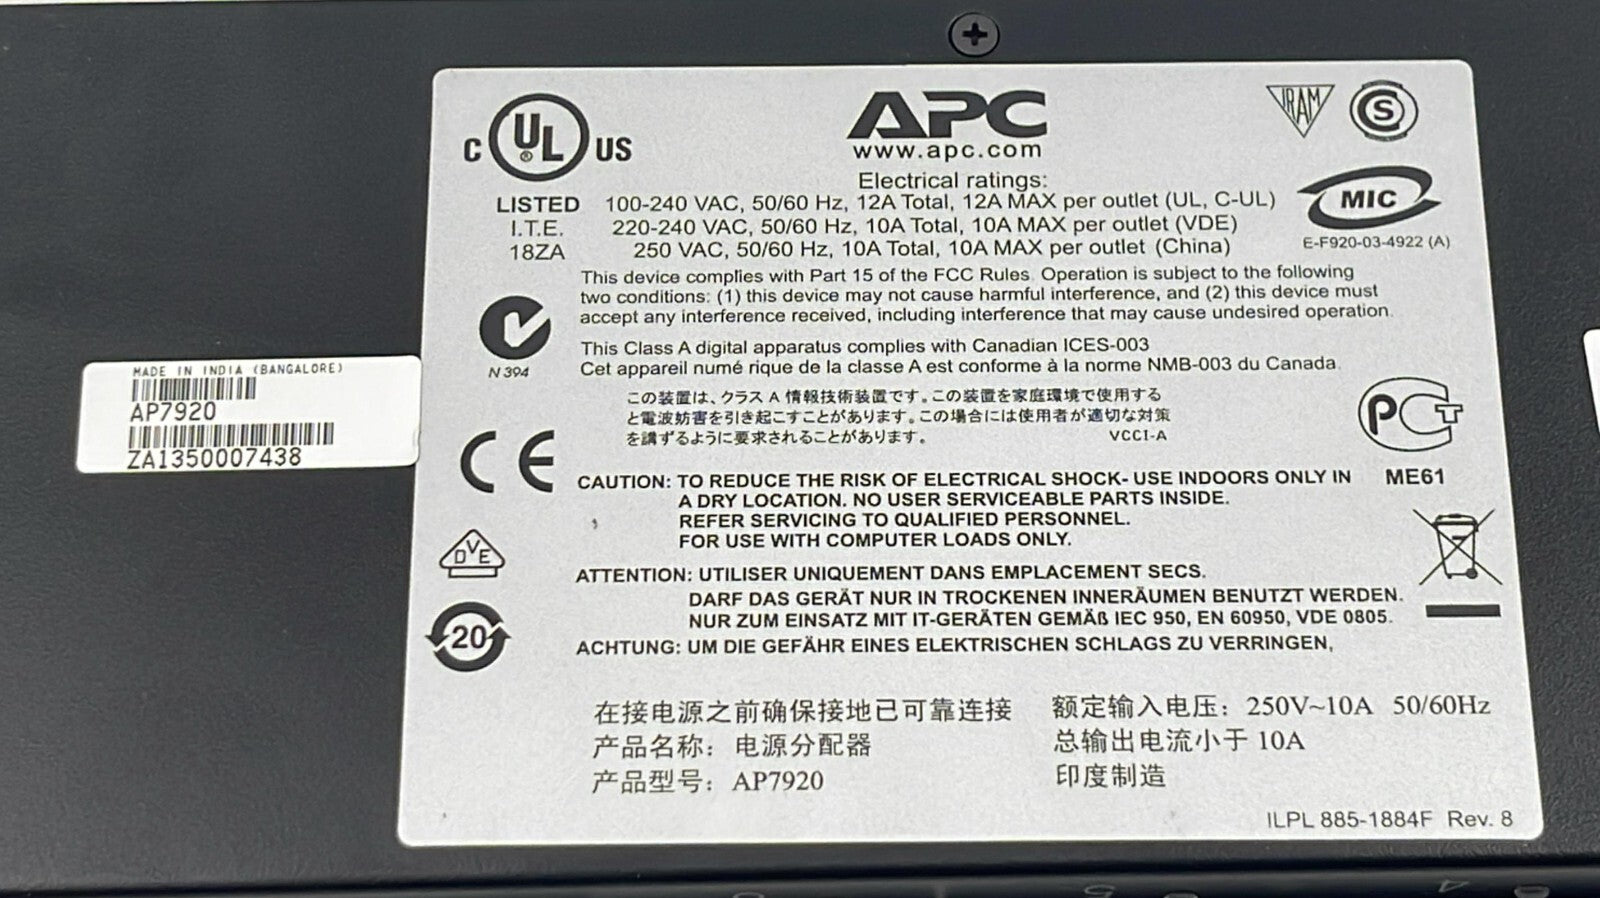 C UL ® US
APC
www.apc.com
IRAM
S
Electrical ratings:
LISTED 100-240 VAC, 50/60 Hz, 12A Total, 12A MAX per outlet (UL, C-UL)
I.T.E. 220-240 VAC, 50/60 Hz, 10A Total, 10A MAX per outlet (VDE)
18ZA 250 VAC, 50/60 Hz, 10A Total, 10A MAX per outlet (China)
MIC
E-F920-03-4922 (A)
This device complies with Part 15 of the FCC Rules. Operation is subject to the following
two conditions: (1) this device may not cause harmful interference, and (2) this device must
accept any interference received, including interference that may cause undesired operation.
N 394
This Class A digital apparatus complies with Canadian ICES-003
Cet appareil numé rique de la classe A est conforme à la norme NMB-003 du Canada.
MADE IN INDIA (BANGALORE)
AP7920
ZA1350007438
この装置は、クラス A 情報技術装置です。この装置を家庭環境で使用する
と電波妨害を引き起こすことがあります。この場合には使用者が適切な対策
を講ずるように要求されることがあります。 VCCI-A
PCT
ME61
CE
CAUTION: TO REDUCE THE RISK OF ELECTRICAL SHOCK- USE INDOORS ONLY IN
A DRY LOCATION. NO USER SERVICEABLE PARTS INSIDE.
REFER SERVICING TO QUALIFIED PERSONNEL.
FOR USE WITH COMPUTER LOADS ONLY.
DVE
ATTENTION: UTILISER UNIQUEMENT DANS EMPLACEMENT SECS.
DARF DAS GERÄT NUR IN TROCKENEN INNERÄUMEN BENUTZT WERDEN.
NUR ZUM EINSATZ MIT IT-GERÄTEN GEMÄß IEC 950, EN 60950, VDE 0805.
ACHTUNG: UM DIE GEFÄHR EINES ELEKTRISCHEN SCHLAGS ZU VERRINGEN,
20
在接电源之前确保接地已可靠连接
产品名称：电源分配器
产品型号：AP7920
额定输入电压：250V~10A 50/60Hz
总输出电流小于 10A
印度制造
ILPL 885-1884F Rev. 8